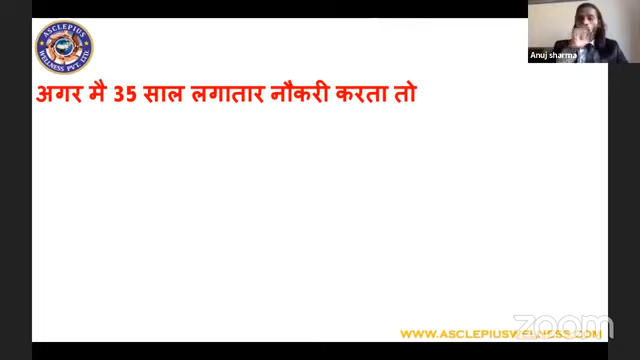 ASCLEPIUS
WELLNESS PVT. LTD.
Anuj sharma
अगर मै 35 साल लगातार नौकरी करता तो
zoom
WWW.ASCLEPIUSWELLNESS.COM